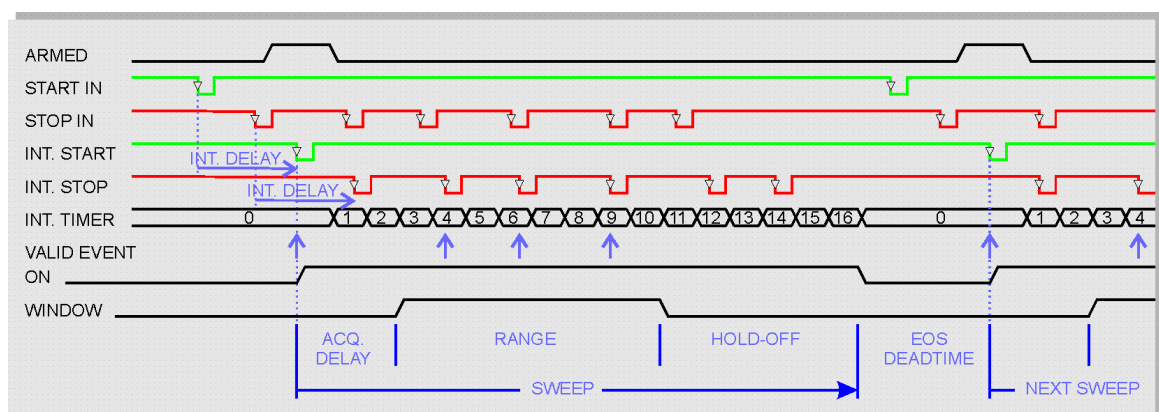 ARMED
START IN
STOP IN
INT. START
INT. DELAY
INT. STOP
INT. DELAY
INT. TIMER 0 1 2 3 4 5 6 7 8 9 10 11 12 13 14 15 16 0 1 2 3 4
VALID EVENT
ON
WINDOW
ACQ. DELAY RANGE HOLD-OFF EOS DEADTIME
SWEEP NEXT SWEEP